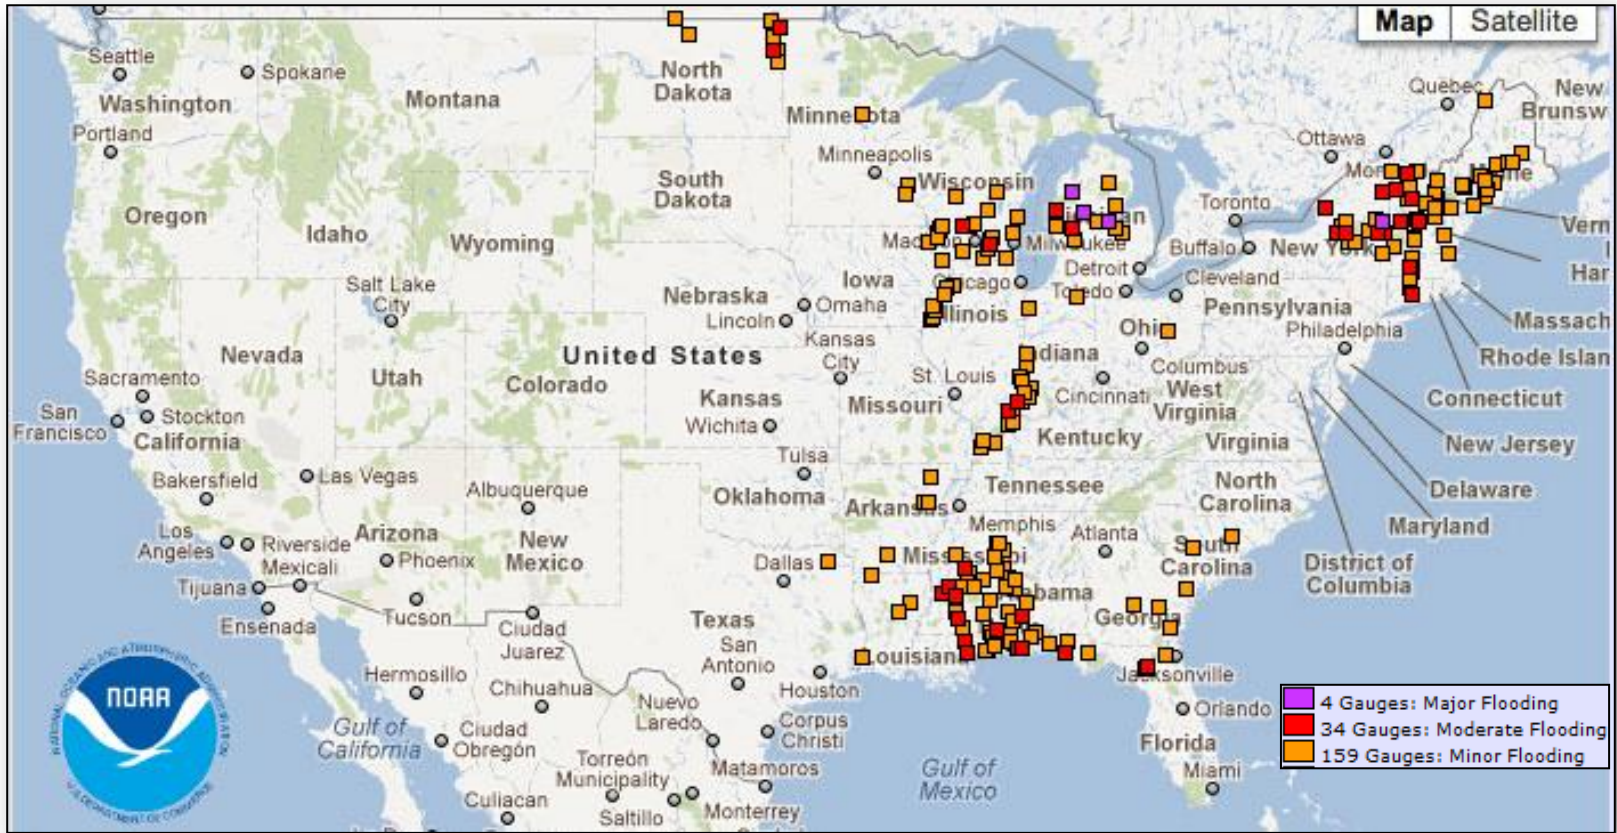 Map
Satellite
Seattle
Spokane
Washington
Montana
North
Dakota
Quebec
New
Brunsw
Portland
Minnesota
Ottawa
Minneapolis
Mon
South
Dakota
Wisconsin
Oregon
Idaho
Wyoming
Toronto
Vern
Milwaukee
Buffalo
New York
Har
Detroit
Salt Lake
City
Iowa
Chicago
Toledo
Cleveland
Nebraska
Omaha
Pennsylvania
Lincoln
Illinois
Ohio
Philadelphia
Massach
Kansas
City
Nevada
United States
Indiana
Rhode Islan
Sacramento
Utah
Colorado
St. Louis
Columbus
Cincinnati
West
Virginia
Connecticut
San
Francisco
Stockton
California
Kansas
Wichita
Missouri
Kentucky
Virginia
New Jersey
Bakersfield
Las Vegas
Tulsa
Albuquerque
Oklahoma
Arkansas
Tennessee
North
Carolina
Delaware
Los
Angeles
Riverside
Mexicali
Arizona
Phoenix
New
Mexico
Memphis
Atlanta
Maryland
Dallas
Mississippi
South
Carolina
District of
Columbia
Tijuana
Tucson
Alabama
Ensenada
Ciudad
Juarez
Texas
Georgia
San
Antonio
Louisiana
Jacksonville
Hermosillo
Chihuahua
Houston
NOAA
Nuevo
Laredo
Orlando
Gulf of
California
Ciudad
Obregón
Corpus
Christi
Florida
Torreón
Municipality
Matamoros
Gulf of
Mexico
Miami
Culiacan
Saltillo
Monterrey
4 Gauges: Major Flooding
34 Gauges: Moderate Flooding
159 Gauges: Minor Flooding